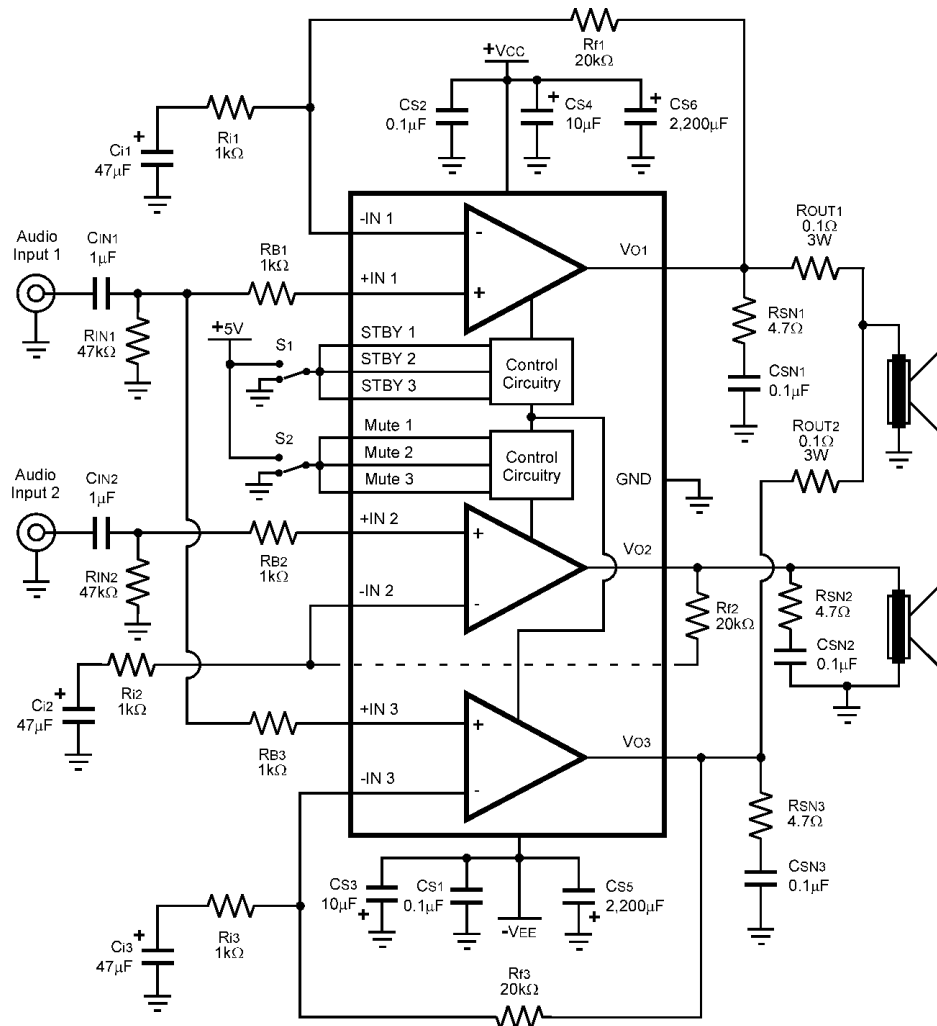 Rf1
20kΩ
+VCC
CS2
0.1µF
+
CS4
10µF
+
CS6
2,200µF
+
Ci1
47µF
Ri1
1kΩ
Audio
Input 1
CIN1
1µF
RIN1
47kΩ
RB1
1kΩ
-IN 1
+IN 1
-
+
VO1
ROUT1
0.1Ω
3W
RSN1
4.7Ω
CSN1
0.1µF
+5V
S1
STBY 1
STBY 2
STBY 3
Control
Circuitry
S2
Mute 1
Mute 2
Mute 3
Control
Circuitry
ROUT2
0.1Ω
3W
GND
Audio
Input 2
CIN2
1µF
RIN2
47kΩ
RB2
1kΩ
+IN 2
-IN 2
+
-
VO2
Rf2
20kΩ
RSN2
4.7Ω
CSN2
0.1µF
+
Ci2
47µF
Ri2
1kΩ
RB3
1kΩ
+IN 3
-IN 3
+
-
VO3
RSN3
4.7Ω
CSN3
0.1µF
CS3
10µF
+
CS1
0.1µF
CS5
2,200µF
+
-VEE
+
Ci3
47µF
Ri3
1kΩ
Rf3
20kΩ